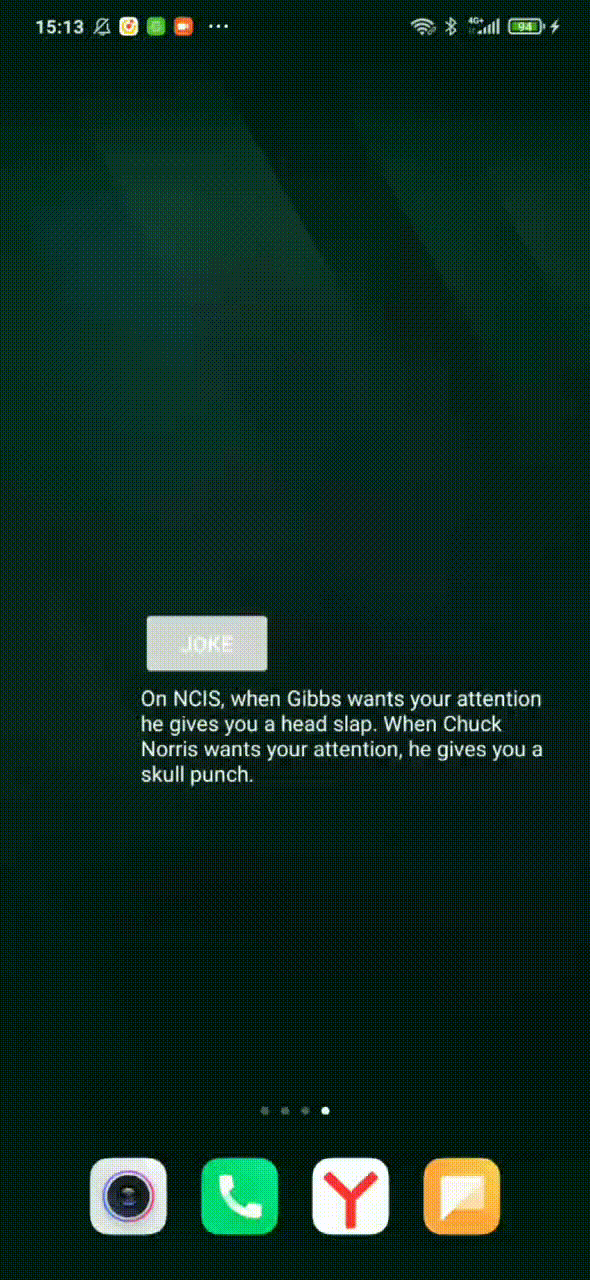 15:13
4G+
94
JOKE
On NCIS, when Gibbs wants your attention
he gives you a head slap. When Chuck
Norris wants your attention, he gives you a
skull punch.